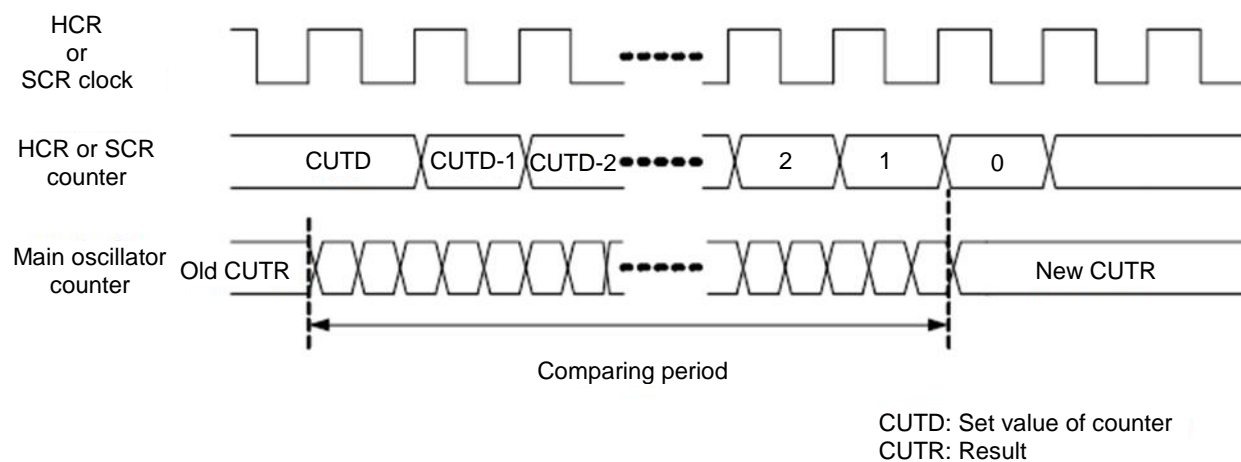 HCR
or
SCR clock
HCR or SCR
counter
CUTD
CUTD-1
CUTD-2
2
1
0
Main oscillator
counter
Old CUTR
New CUTR
Comparing period
CUTD: Set value of counter
CUTR: Result